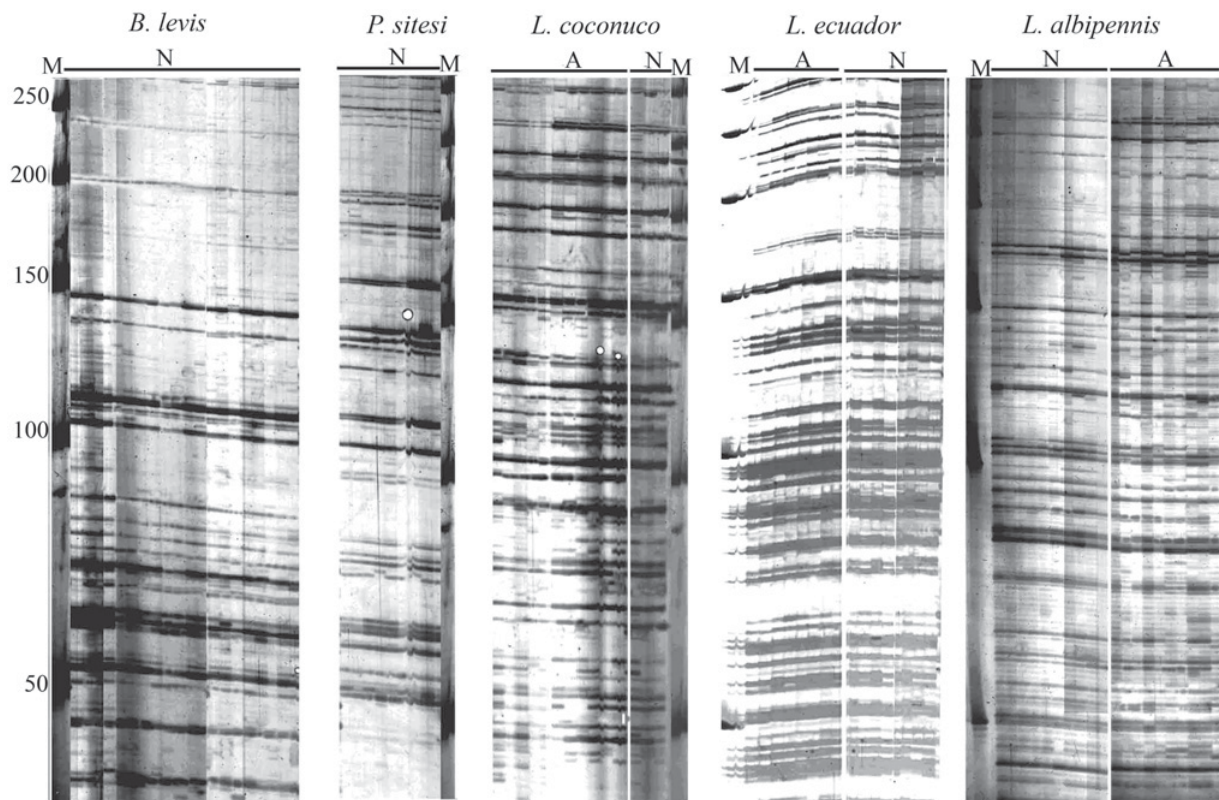 B. levis P. sitesi L. coconuco L. ecuador L. albipennis
M N N M A N M M A N M N A
250
200
150
100
50